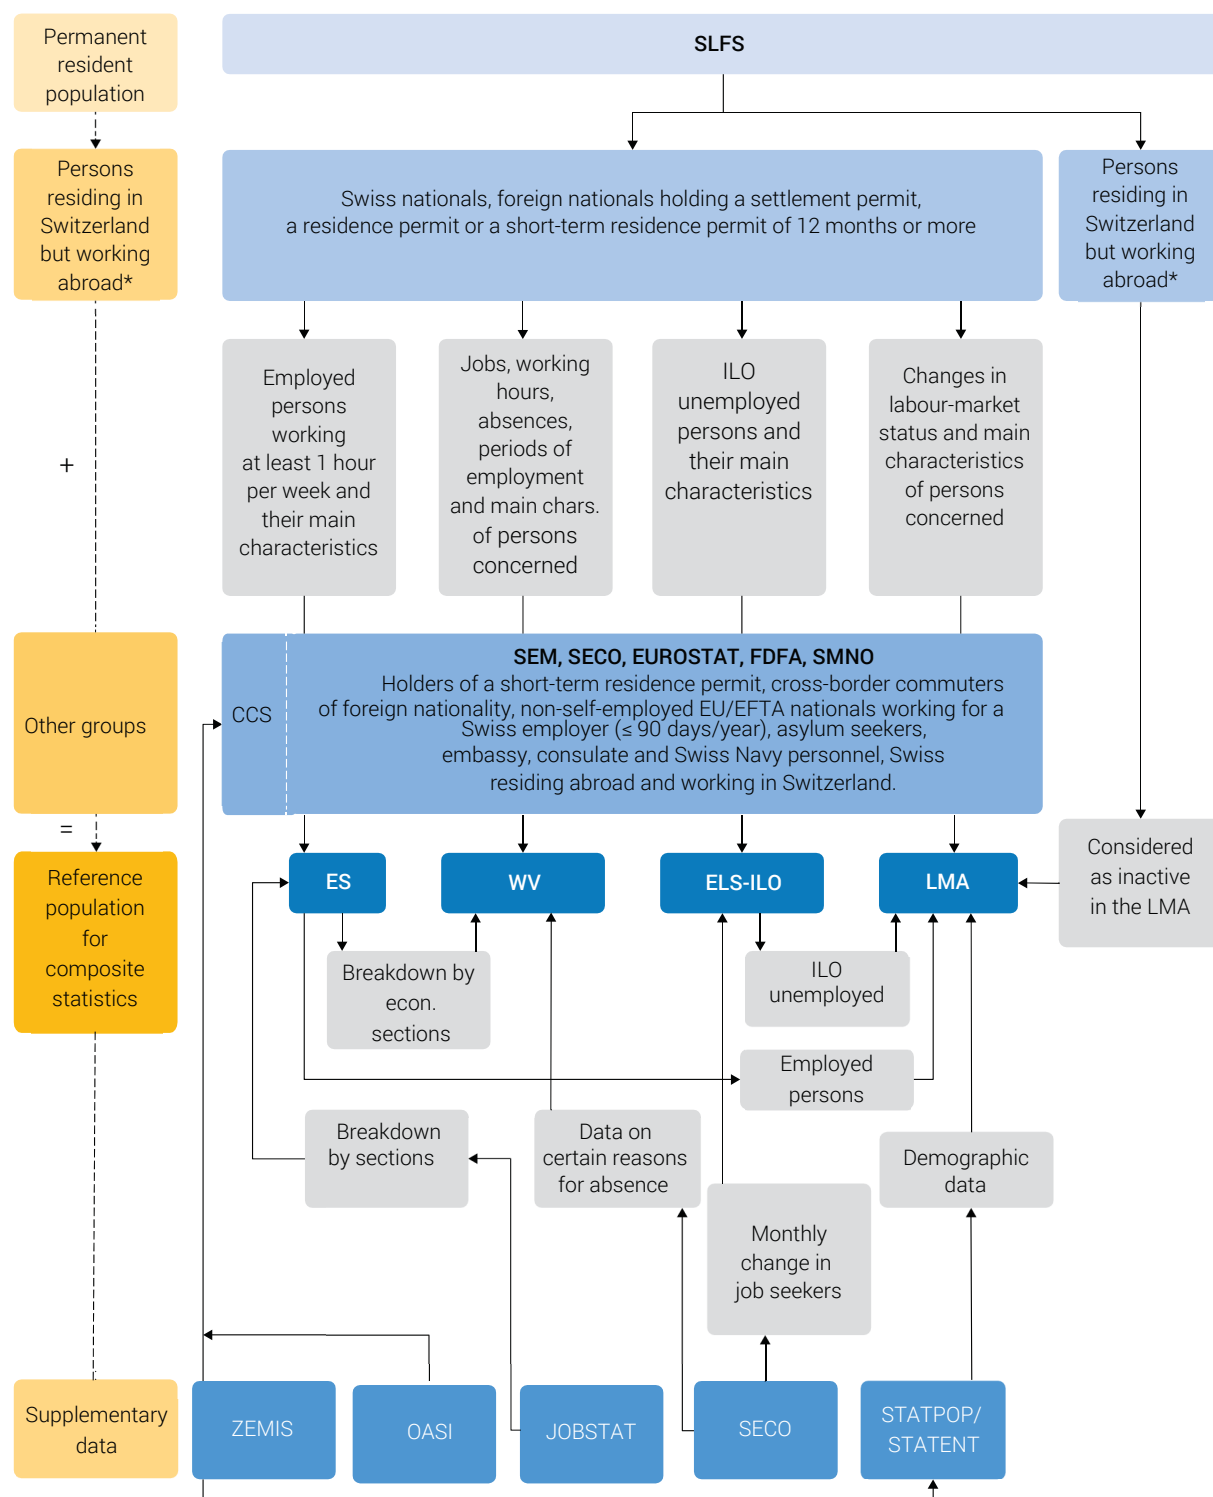 Permanent
resident
population
SLFS
Persons
residing in
Switzerland
but working
abroad*
Swiss nationals, foreign nationals holding a settlement permit,
a residence permit or a short-term residence permit of 12 months or more
Persons
residing in
Switzerland
but working
abroad*
Employed
persons
working
at least 1 hour
per week and
their main
characteristics
Jobs, working
hours,
absences,
periods of
employment
and main chars.
of persons
concerned
ILO
unemployed
persons and
their main
characteristics
Changes in
labour-market
status and main
characteristics
of persons
concerned
+
Other groups
CCS
SEM, SECO, EUROSTAT, FDFA, SMNO
Holders of a short-term residence permit, cross-border commuters
of foreign nationality, non-self-employed EU/EFTA nationals working for a
Swiss employer (≤ 90 days/year), asylum seekers,
embassy, consulate and Swiss Navy personnel, Swiss
residing abroad and working in Switzerland.
=
Reference
population
for
composite
statistics
ES
WV
ELS-ILO
LMA
Considered
as inactive
in the LMA
Breakdown by
econ.
sections
ILO
unemployed
Employed
persons
Breakdown
by sections
Data on
certain reasons
for absence
Demographic
data
Monthly
change in
job seekers
Supplementary
data
ZEMIS
OASI
JOBSTAT
SECO
STATPOP/
STATENT